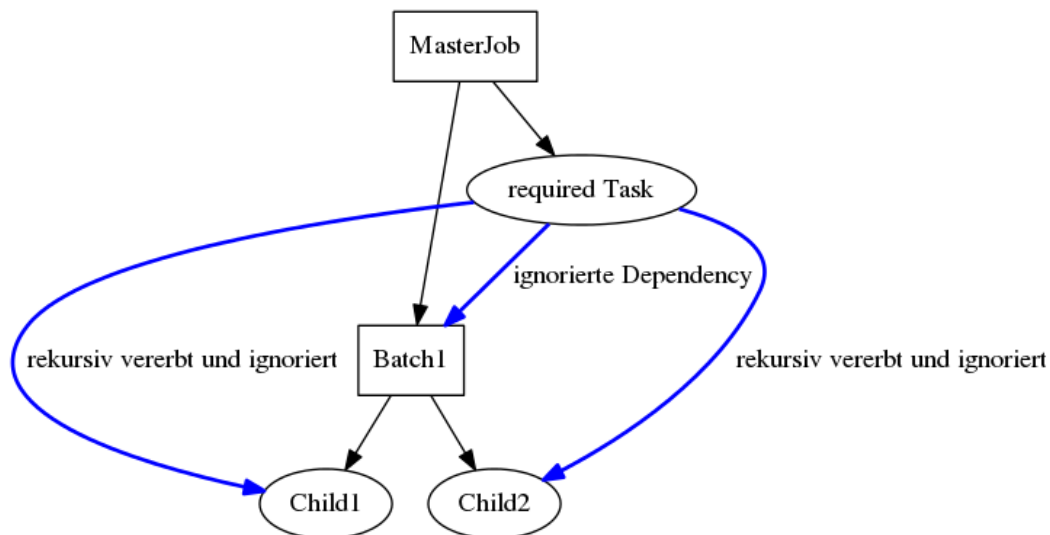 MasterJob
required Task
ignorierte Dependency
rekursiv vererbt und ignoriert
Batch1
rekursiv vererbt und ignoriert
Child1
Child2